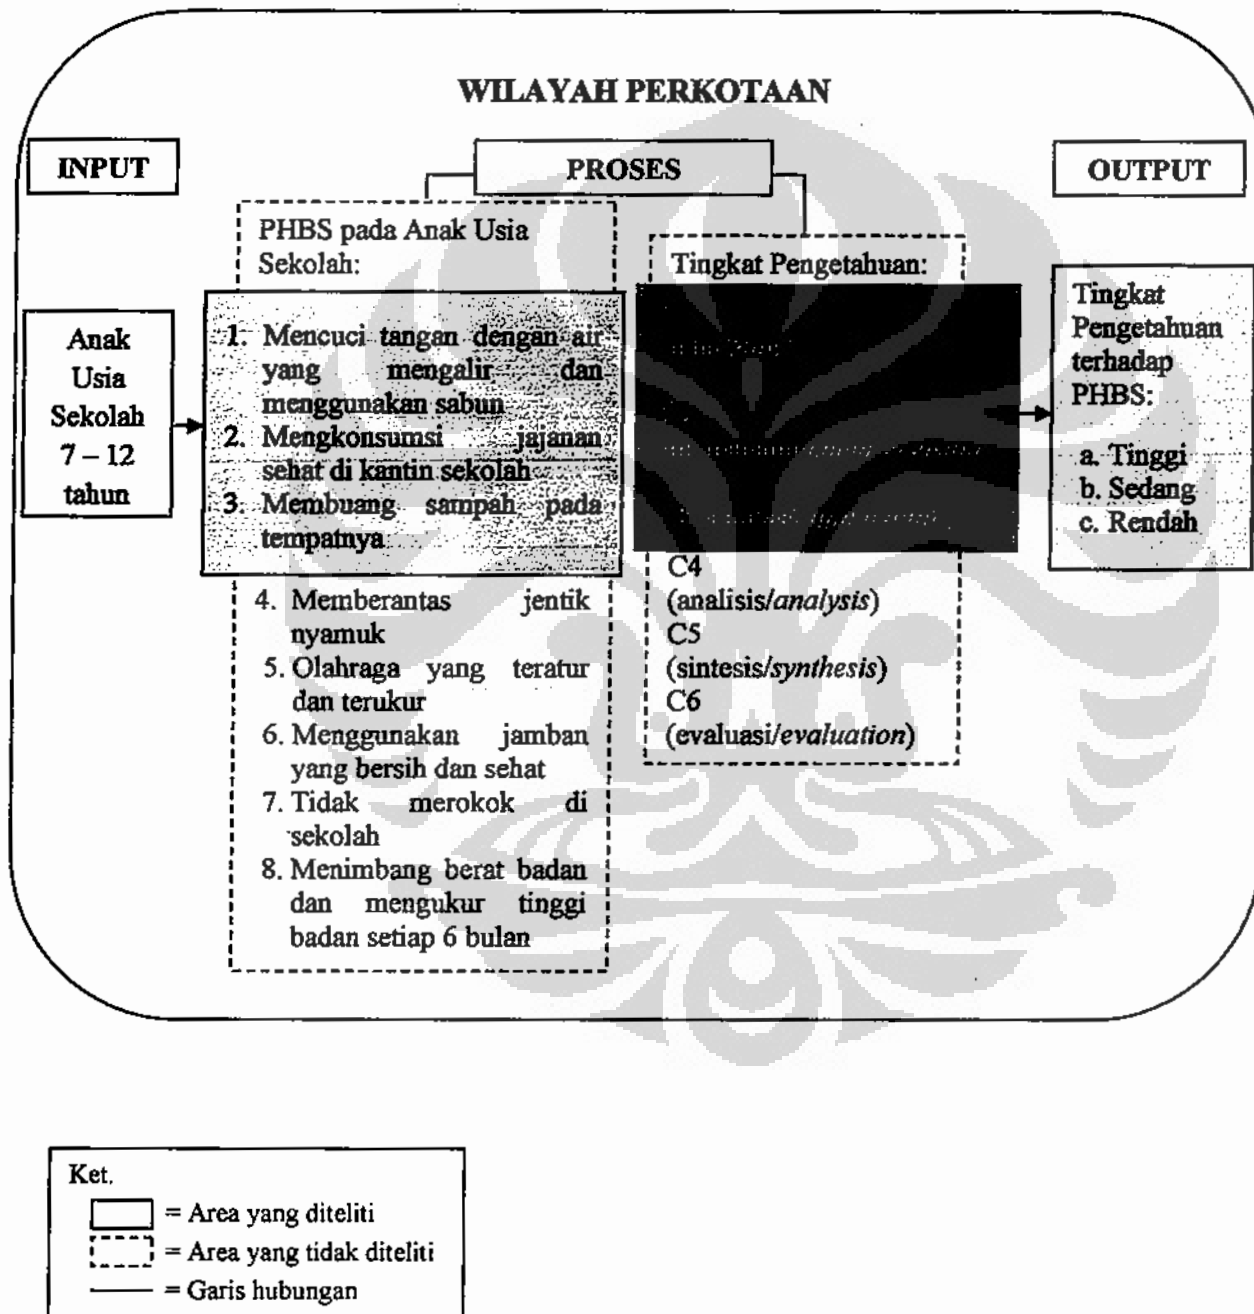 WILAYAH PERKOTAAN
INPUT
PROSES
OUTPUT
Anak
Usia
Sekolah
7 – 12
tahun
PHBS pada Anak Usia
Sekolah:
1. Mencuci tangan dengan air
yang mengalir dan
menggunakan sabun
2. Mengkonsumsi jajanan
sehat di kantin sekolah
3. Membuang sampah pada
tempatnya
4. Memberantas jentik
nyamuk
5. Olahraga yang teratur
dan terukur
6. Menggunakan jamban
yang bersih dan sehat
7. Tidak merokok di
sekolah
8. Menimbang berat badan
dan mengukur tinggi
badan setiap 6 bulan
Tingkat Pengetahuan:
C4
(analisis/analysis)
C5
(sintesis/synthesis)
C6
(evaluasi/evaluation)
Tingkat
Pengetahuan
terhadap
PHBS:
a. Tinggi
b. Sedang
c. Rendah
Ket.
= Area yang diteliti
= Area yang tidak diteliti
= Garis hubungan